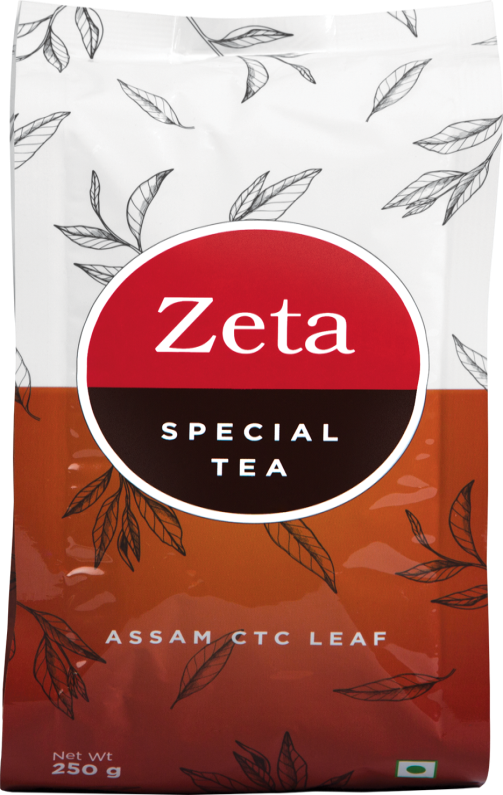 Zeta
SPECIAL
TEA
ASSAM CTC LEAF
Net Wt
250 g